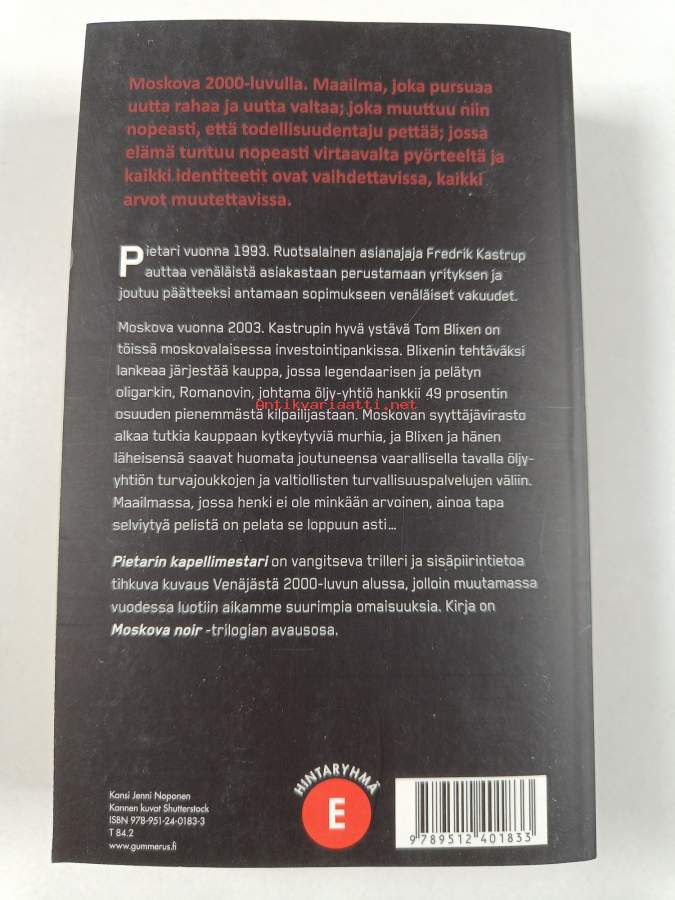 Moskova 2000-luvulla. Maailma, joka pursuaa
uutta rahaa ja uutta valtaa; joka muuttuu niin
nopeasti, että todellisuudentaju pettää; jossa
elämä tuntuu nopeasti virtaavalta pyörteeltä ja
kaikki identiteetit ovat vaihdettavissa, kaikki
arvot muutettavissa.
Pietari vuonna 1993. Ruotsalainen asianajaja Fredrik Kastrup
auttaa venäläistä asiakastaan perustamaan yrityksen ja
joutuu päätteeksi antamaan sopimukseen venäläiset vakuudet.
Moskova vuonna 2003. Kastrupin hyvä ystävä Tom Blixen on
töissä moskovalaisessa investointipankissa. Blixenin tehtäväksi
lankeaa järjestää kauppa, jossa legendaarisen ja pelätyn
oligarkin, Romanovin, johtama öljy-yhtiö hankkii 49 prosentin
Antikvariaatti.net
osuuden pienemmästä kilpailijastaan. Moskovan syyttäjävirasto
alkaa tutkia kauppaan kytkeytyviä murhia, ja Blixen ja hänen
läheisensä saavat huomata joutuneensa vaarallisella tavalla öljy-
yhtiön turvajoukkojen ja valtiollisten turvallisuuspalvelujen väliin.
Maailmassa, jossa henki ei ole minkään arvoinen, ainoa tapa
selviytyä pelistä on pelata se loppuun asti...
Pietarin kapellimestari on vangitseva trilleri ja sisäpiirintietoa
tihkuva kuvaus Venäjästä 2000-luvun alussa, jolloin muutamassa
vuodessa luotiin aikamme suurimpia omaisuuksia. Kirja on
Moskova noir -trilogian avausosa.
Kansi Jenni Noponen
Kannen kuvat Shutterstock
ISBN 978-951-24-0183-3
T 84.2
www.gummerus.fi
HINTARYHMÄ
E
9 789512 401833